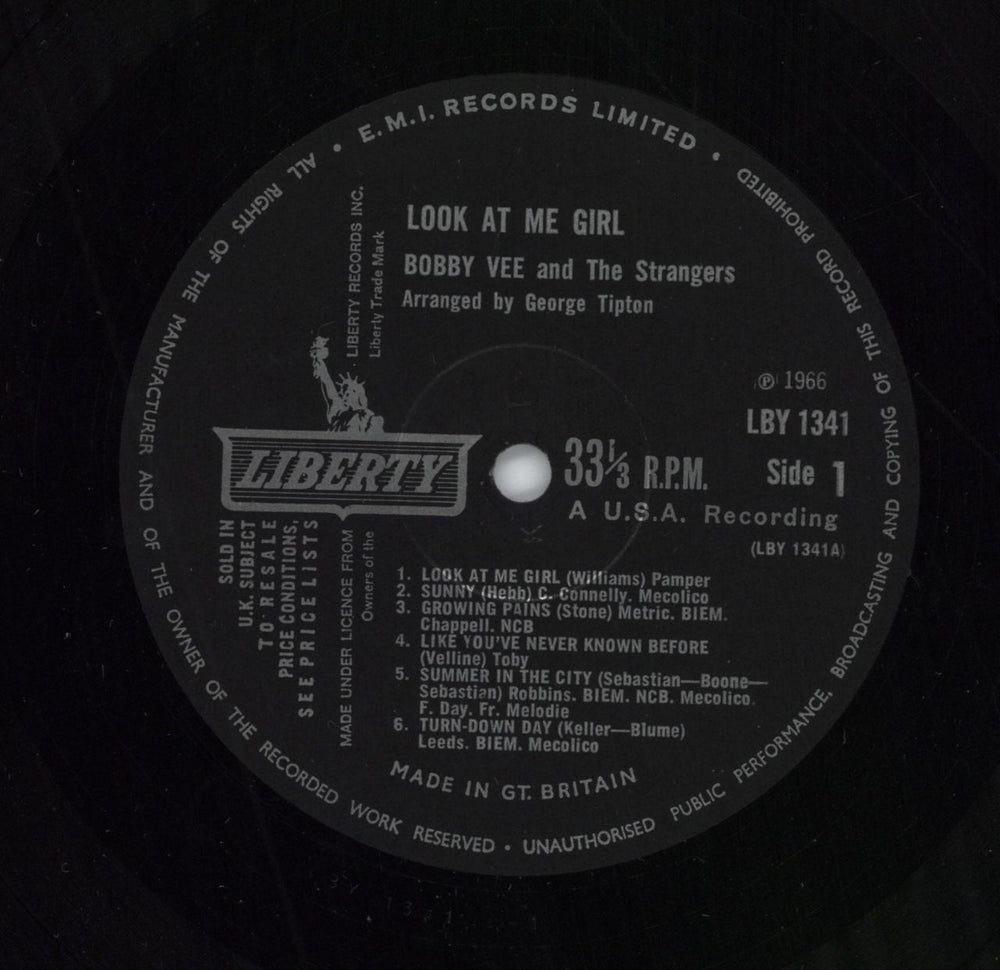 E.M.I. RECORDS LIMITED • ALL RIGHTS OF THE MANUFACTURER AND OF THE OWNER OF THE RECORDED WORK RESERVED • UNAUTHORISED PUBLIC PERFORMANCE, BROADCASTING AND COPYING OF THIS RECORD PROHIBITED •
LOOK AT ME GIRL
BOBBY VEE and The Strangers
Arranged by George Tipton
LIBERTY RECORDS INC.
Liberty Trade Mark
LIBERTY
℗ 1966
LBY 1341
33⅓ R.P.M.
Side 1
A U.S.A. Recording
(LBY 1341A)
SOLD IN
U.K. SUBJECT
TO RESALE
PRICE CONDITIONS,
SEE PRICE LISTS
MADE UNDER LICENCE FROM
Owners of the
1. LOOK AT ME GIRL (Williams) Pamper
2. SUNNY (Hebb) C. Connelly. Mecolico
3. GROWING PAINS (Stone) Metric. BIEM.
Chappell. NCB
4. LIKE YOU'VE NEVER KNOWN BEFORE
(Velline) Toby
5. SUMMER IN THE CITY (Sebastian—Boone—
Sebastian) Robbins. BIEM. NCB. Mecolico.
F. Day. Fr. Melodie
6. TURN-DOWN DAY (Keller—Blume)
Leeds. BIEM. Mecolico
MADE IN GT. BRITAIN